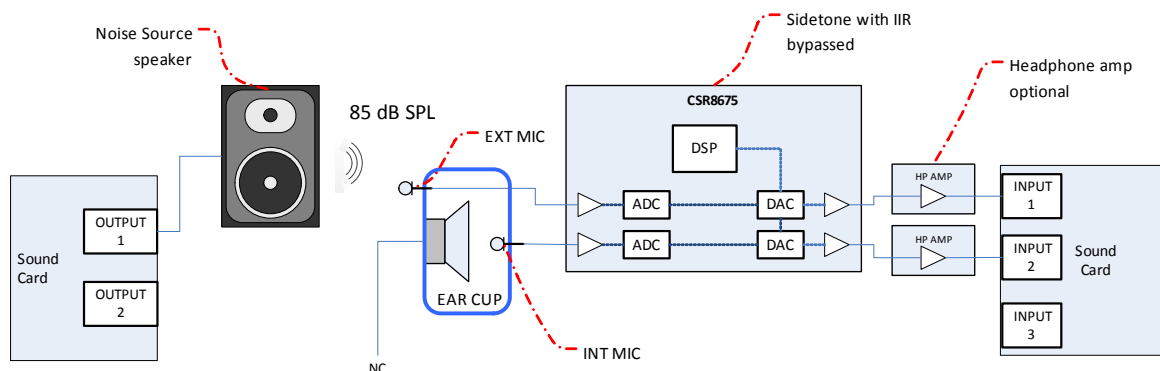 Noise Source
speaker
Sidetone with IIR
bypassed
Headphone amp
optional
85 dB SPL
EXT MIC
CSR8675
DSP
HP AMP
ADC
DAC
INPUT
1
OUTPUT
1
Sound
Card
HP AMP
ADC
DAC
INPUT
2
Sound
Card
OUTPUT
2
EAR CUP
INPUT
3
INT MIC
NC